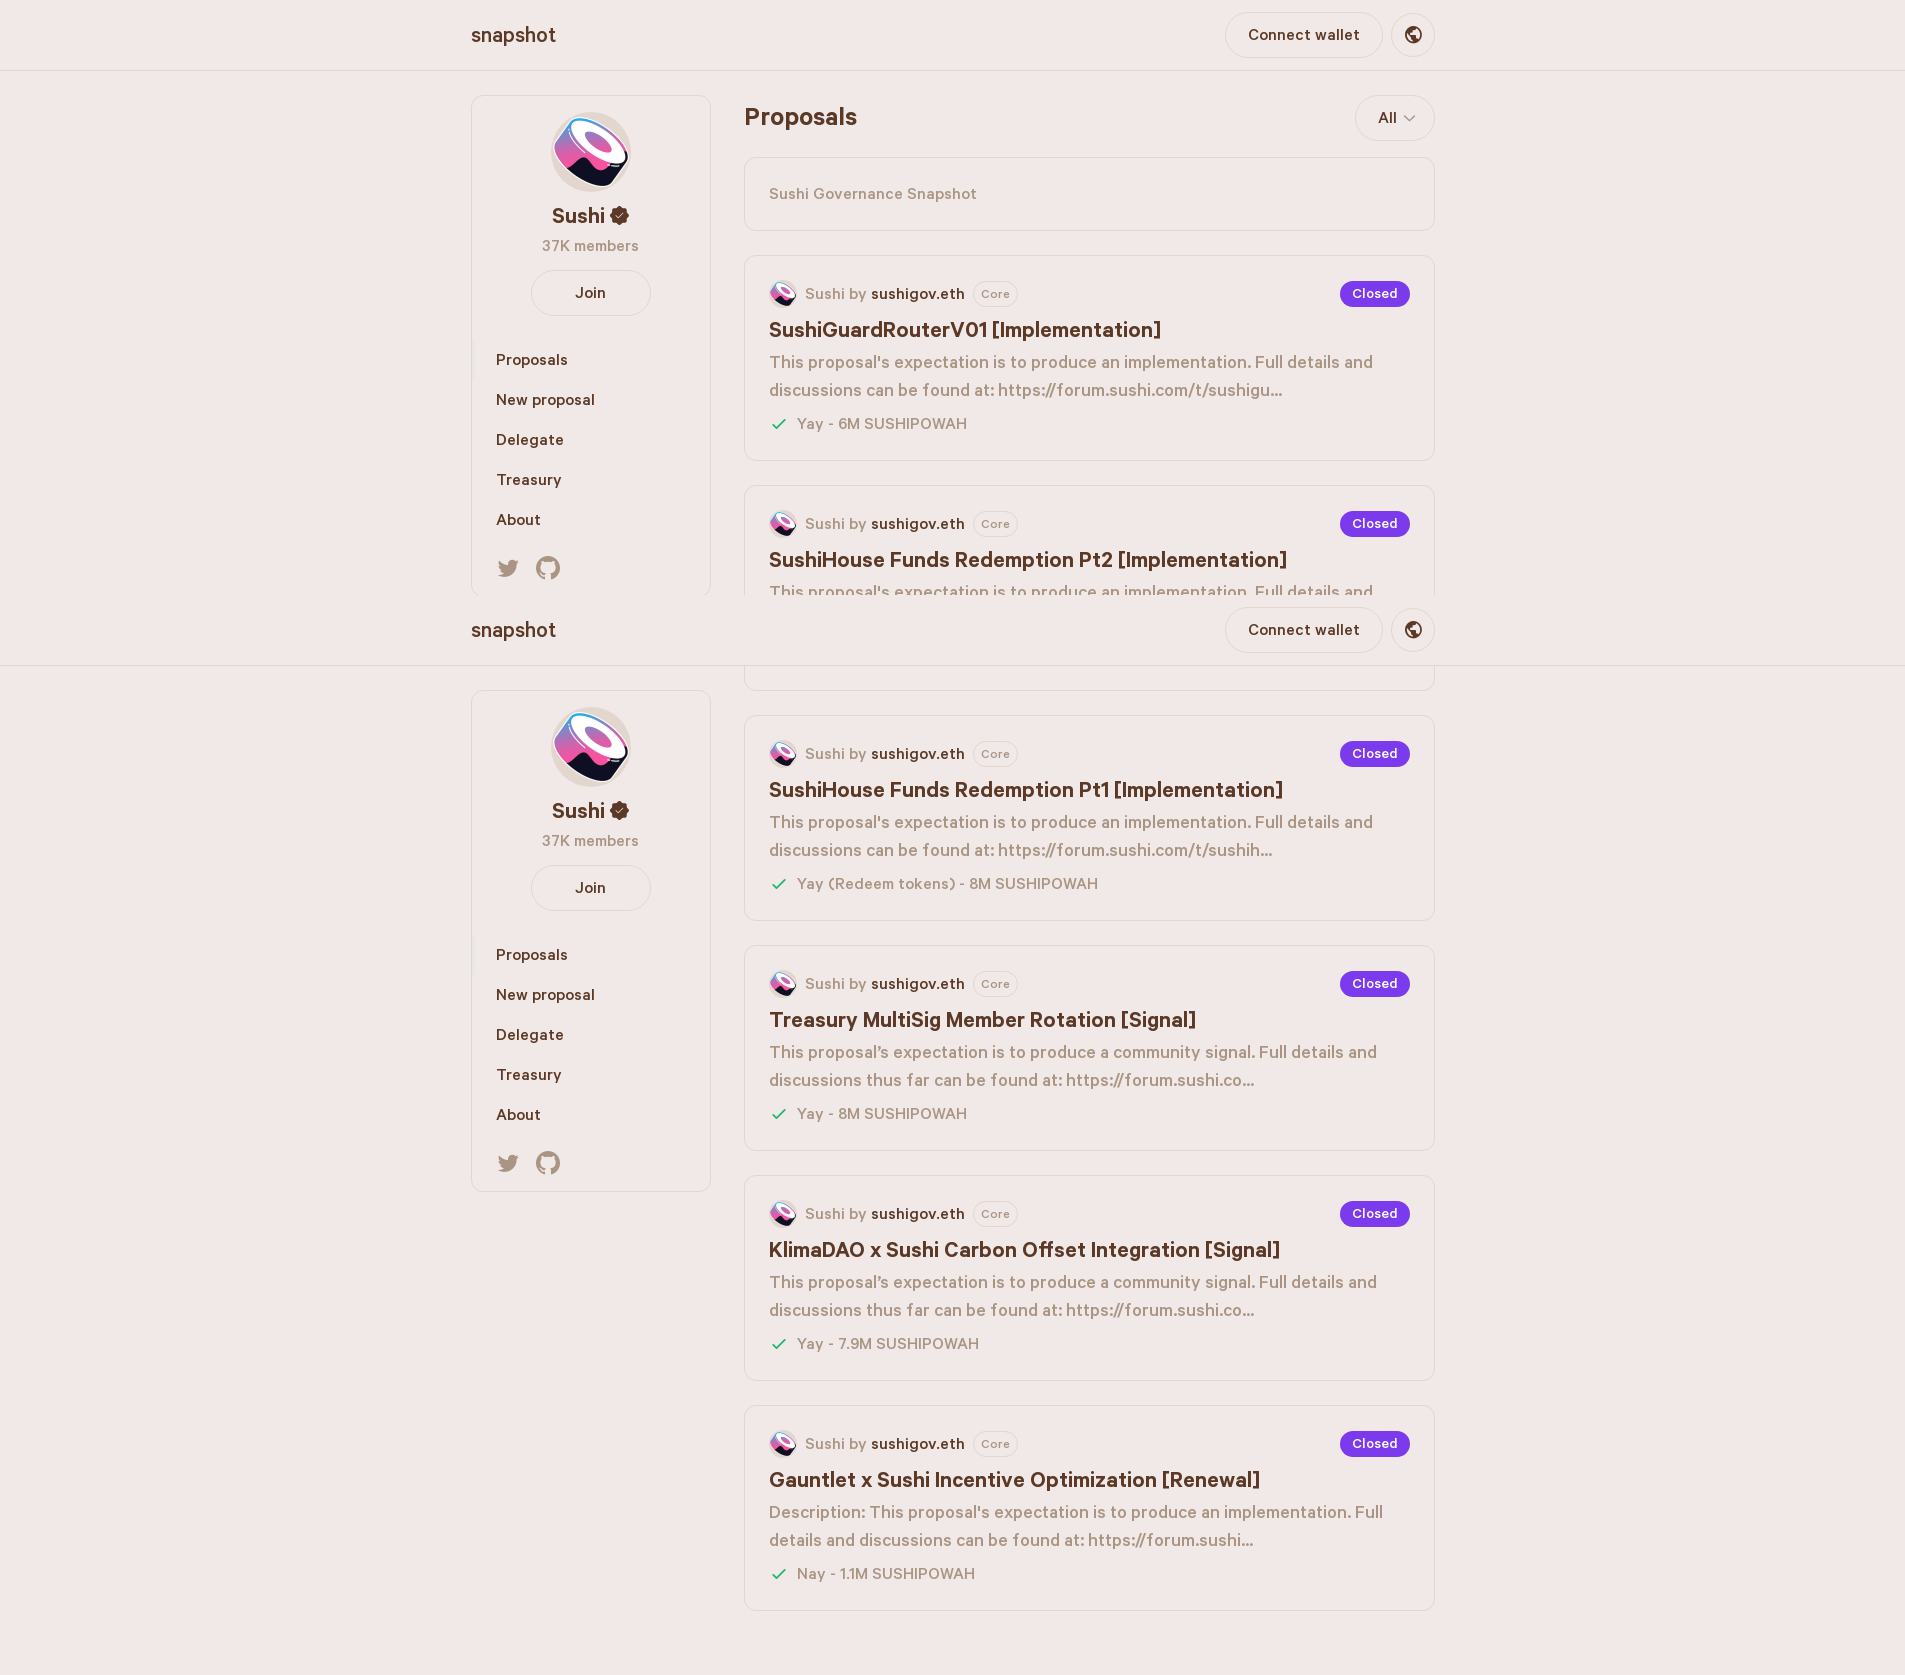 snapshot
Connect wallet
Sushi
37K members
Join
Proposals
New proposal
Delegate
Treasury
About
Proposals
All
Sushi Governance Snapshot
Sushi by sushigov.eth Core Closed
SushiGuardRouterV01 [Implementation]
This proposal's expectation is to produce an implementation. Full details and
discussions can be found at: https://forum.sushi.com/t/sushigu...
Yay - 6M SUSHIPOWAH
Sushi by sushigov.eth Core Closed
SushiHouse Funds Redemption Pt2 [Implementation]
This proposal's expectation is to produce an implementation. Full details and
snapshot
Connect wallet
Sushi
37K members
Join
Proposals
New proposal
Delegate
Treasury
About
Sushi by sushigov.eth Core Closed
SushiHouse Funds Redemption Pt1 [Implementation]
This proposal's expectation is to produce an implementation. Full details and
discussions can be found at: https://forum.sushi.com/t/sushih...
Yay (Redeem tokens) - 8M SUSHIPOWAH
Sushi by sushigov.eth Core Closed
Treasury MultiSig Member Rotation [Signal]
This proposal’s expectation is to produce a community signal. Full details and
discussions thus far can be found at: https://forum.sushi.co...
Yay - 8M SUSHIPOWAH
Sushi by sushigov.eth Core Closed
KlimaDAO x Sushi Carbon Offset Integration [Signal]
This proposal’s expectation is to produce a community signal. Full details and
discussions thus far can be found at: https://forum.sushi.co...
Yay - 7.9M SUSHIPOWAH
Sushi by sushigov.eth Core Closed
Gauntlet x Sushi Incentive Optimization [Renewal]
Description: This proposal's expectation is to produce an implementation. Full
details and discussions can be found at: https://forum.sushi...
Nay - 1.1M SUSHIPOWAH